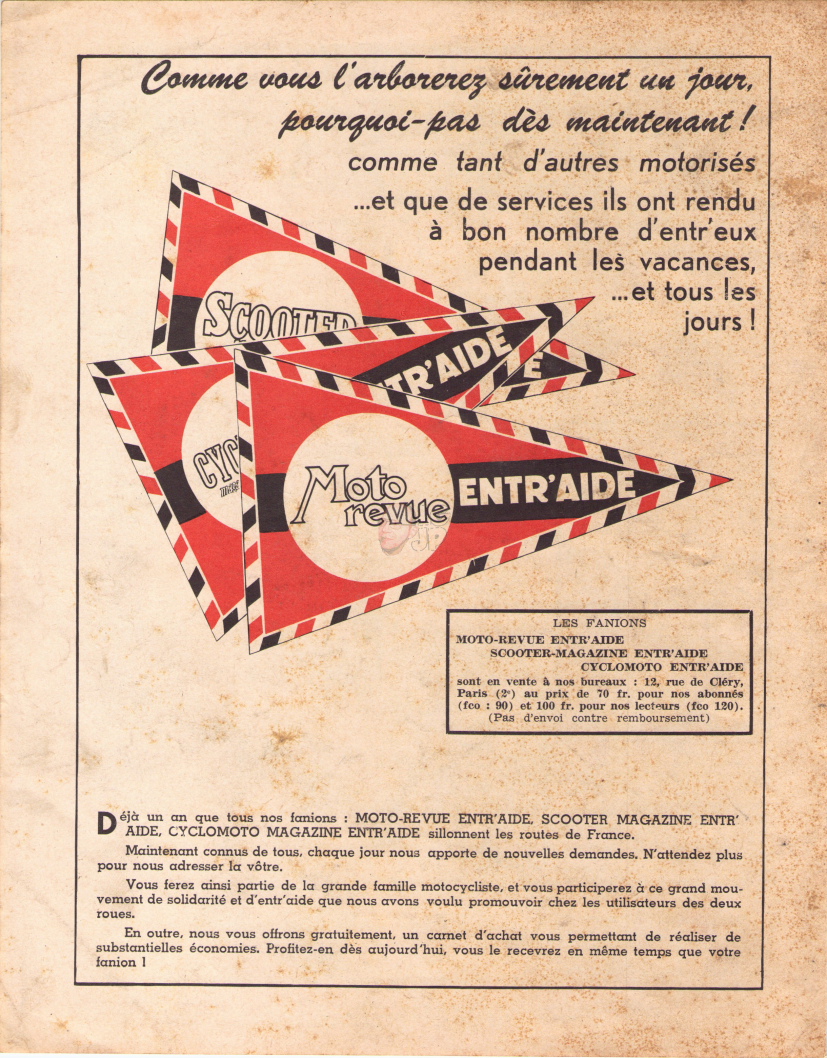 Comme vous l'arborerez sûrement un jour,
pourquoi-pas dès maintenant !
comme tant d'autres motorisés
...et que de services ils ont rendu
à bon nombre d'entr'eux
pendant les vacances,
...et tous les
jours !
SCOOTER
TR'AIDE
E
CYC
Moto
revue
ENTR'AIDE
LES FANIONS
MOTO-REVUE ENTR'AIDE
SCOOTER-MAGAZINE ENTR'AIDE
CYCLOMOTO ENTR'AIDE
sont en vente à nos bureaux : 12, rue de Cléry,
Paris (2e) au prix de 70 fr. pour nos abonnés
(fco : 90) et 100 fr. pour nos lecteurs (fco 120).
(Pas d'envoi contre remboursement)
Déjà un an que tous nos fanions : MOTO-REVUE ENTR'AIDE, SCOOTER MAGAZINE ENTR'
AIDE, CYCLOMOTO MAGAZINE ENTR'AIDE sillonnent les routes de France.
Maintenant connus de tous, chaque jour nous apporte de nouvelles demandes. N'attendez plus
pour nous adresser la vôtre.
Vous ferez ainsi partie de la grande famille motocycliste, et vous participerez à ce grand mou-
vement de solidarité et d'entr'aide que nous avons voulu promouvoir chez les utilisateurs des deux
roues.
En outre, nous vous offrons gratuitement, un carnet d'achat vous permettant de réaliser de
substantielles économies. Profitez-en dès aujourd'hui, vous le recevrez en même temps que votre
fanion !